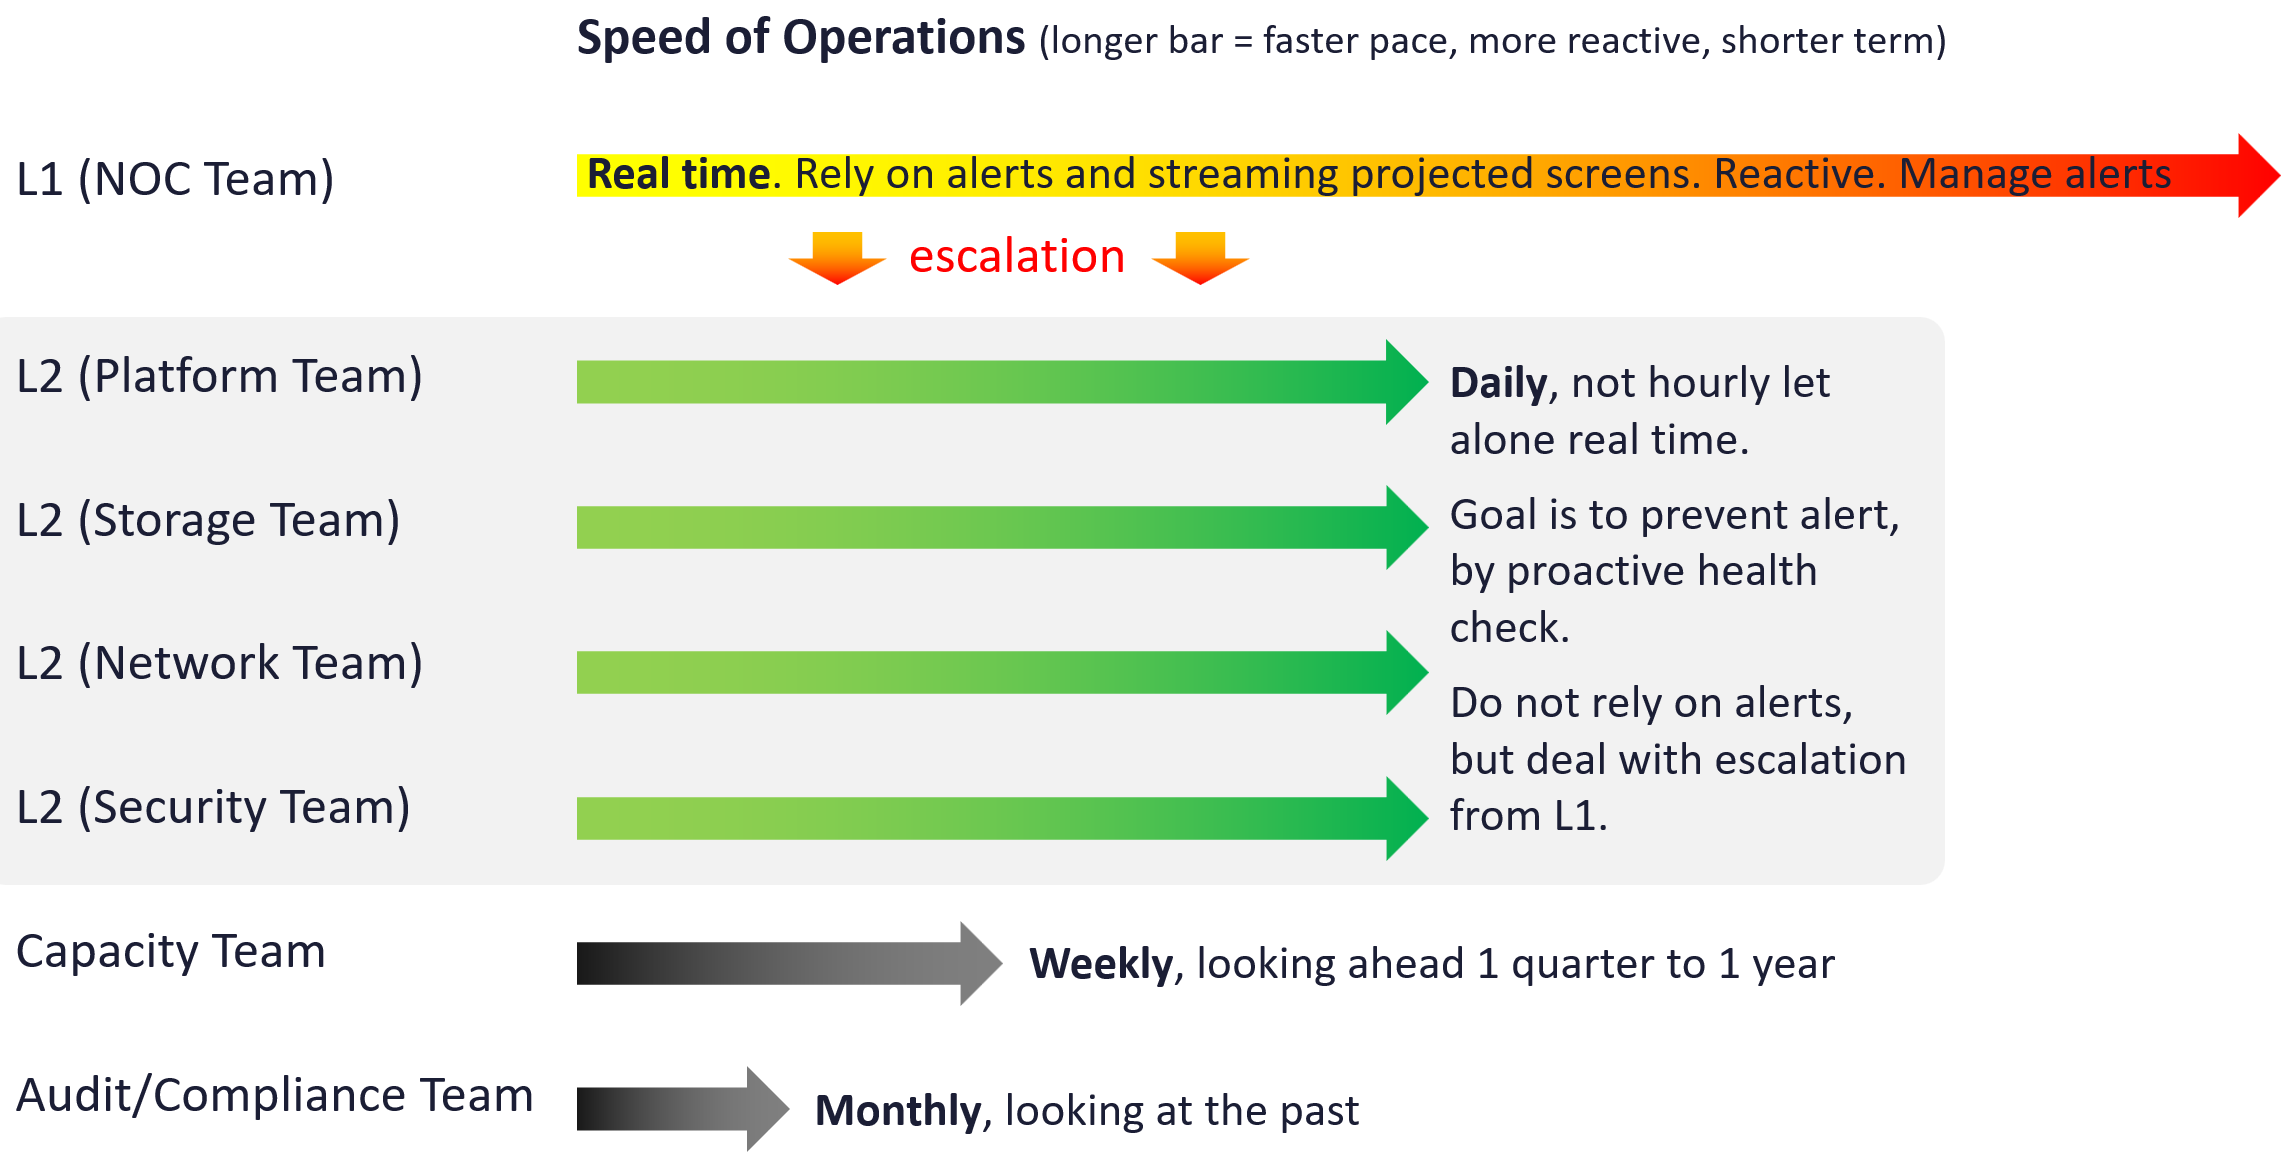 Speed of Operations (longer bar = faster pace, more reactive, shorter term)
L1 (NOC Team)
Real time. Rely on alerts and streaming projected screens. Reactive. Manage alerts
escalation
L2 (Platform Team)
L2 (Storage Team)
L2 (Network Team)
L2 (Security Team)
Daily, not hourly let
alone real time.
Goal is to prevent alert,
by proactive health
check.
Do not rely on alerts,
but deal with escalation
from L1.
Capacity Team
Weekly, looking ahead 1 quarter to 1 year
Audit/Compliance Team
Monthly, looking at the past